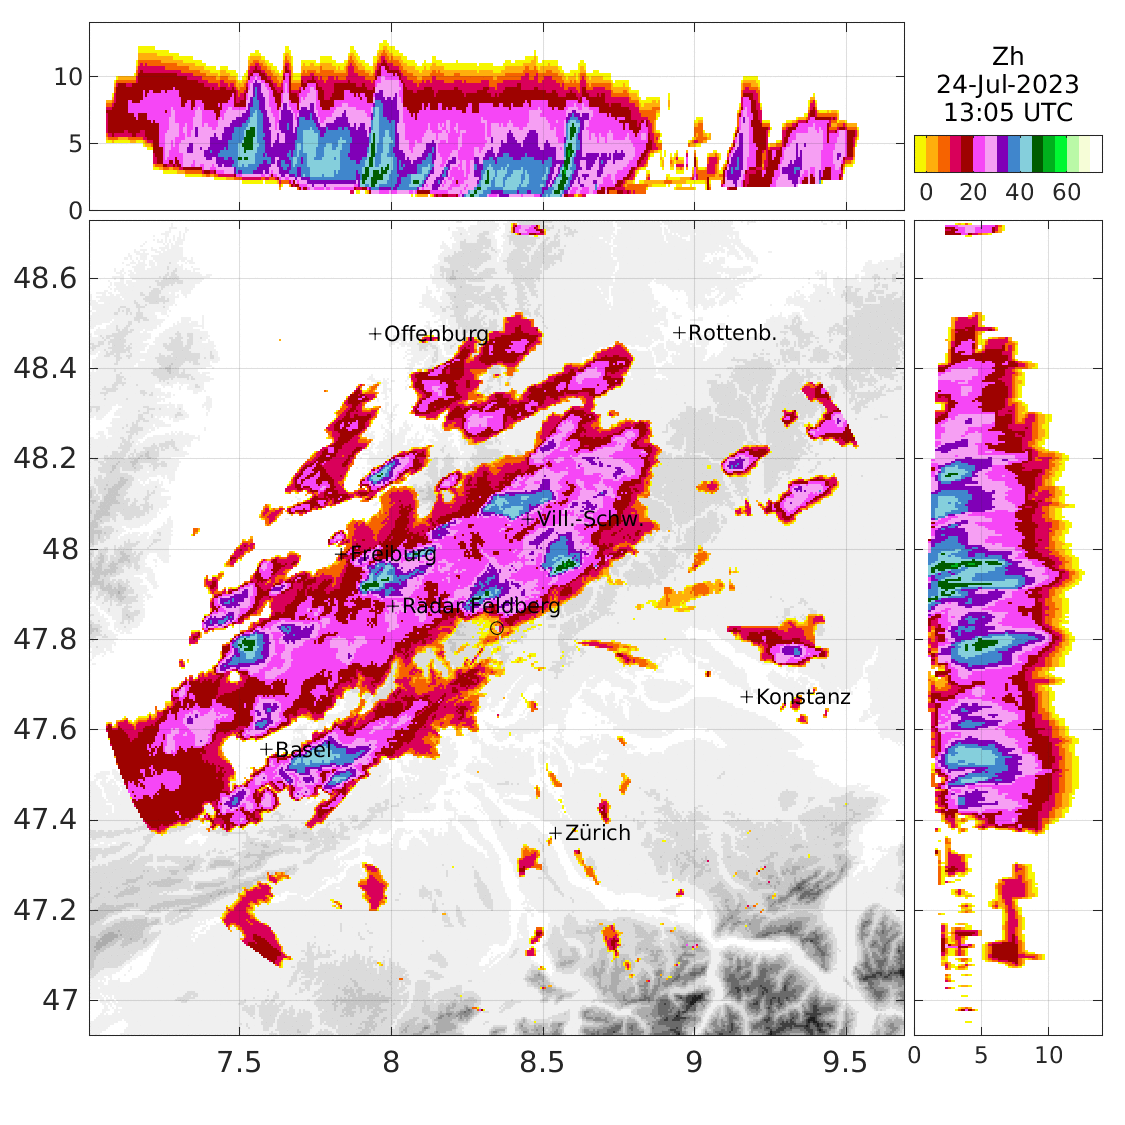 Zh
24-Jul-2023
13:05 UTC
0 20 40 60
10
5
0
48.6
48.4
48.2
48
47.8
47.6
47.4
47.2
47
+Offenburg
+Rottenb.
+Vill.-Schw.
+Freiburg
+Radar Feldberg
+Konstanz
+Basel
+Zürich
7.5 8 8.5 9 9.5
0 5 10